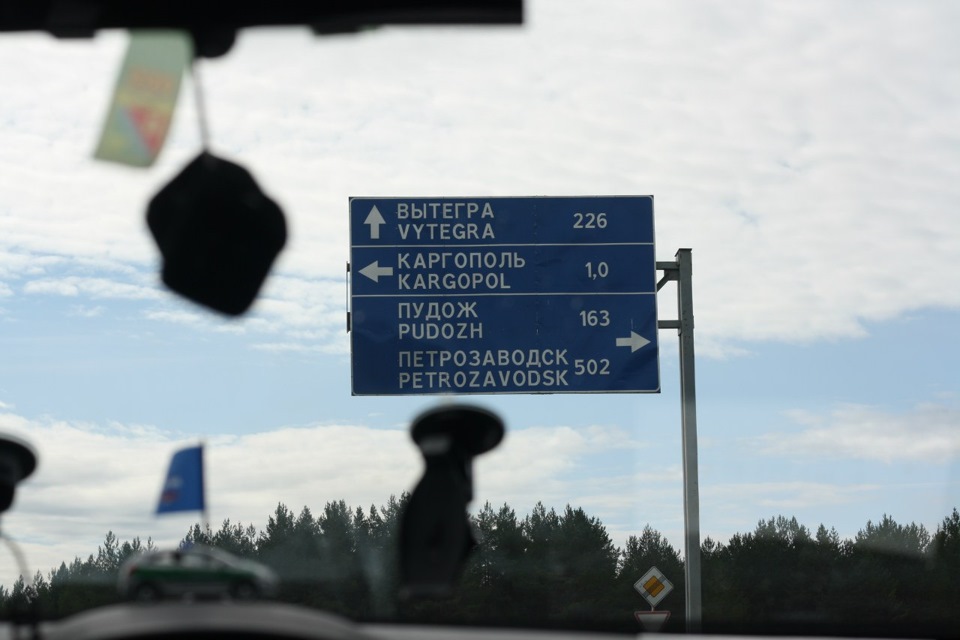 ВЫТЕГРА 226
VYTEGRA
КАРГОПОЛЬ 1,0
KARGOPOL
ПУДОЖ 163
PUDOZH
ПЕТРОЗАВОДСК 502
PETROZAVODSK